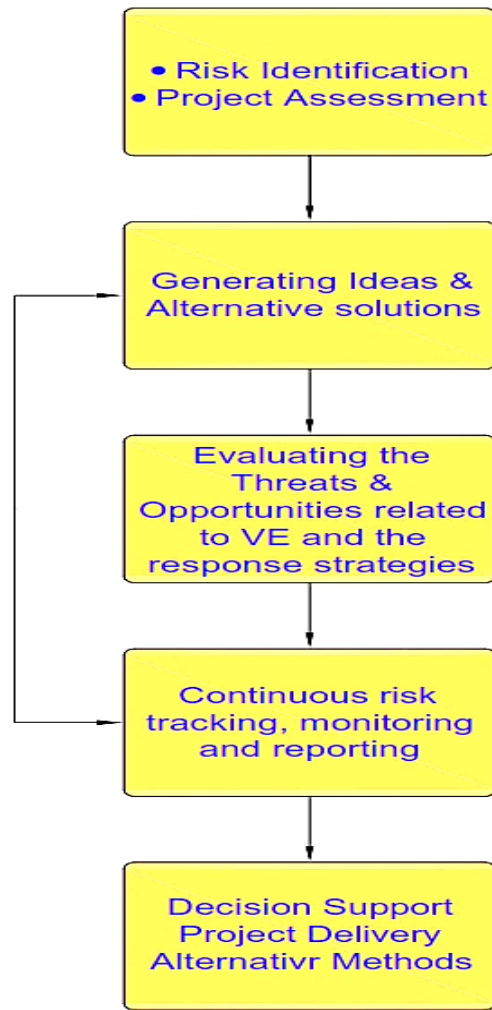 • Risk Identification
• Project Assessment
Generating Ideas &
Alternative solutions
Evaluating the
Threats &
Opportunities related
to VE and the
response strategies
Continuous risk
tracking, monitoring
and reporting
Decision Support
Project Delivery
Alternativr Methods